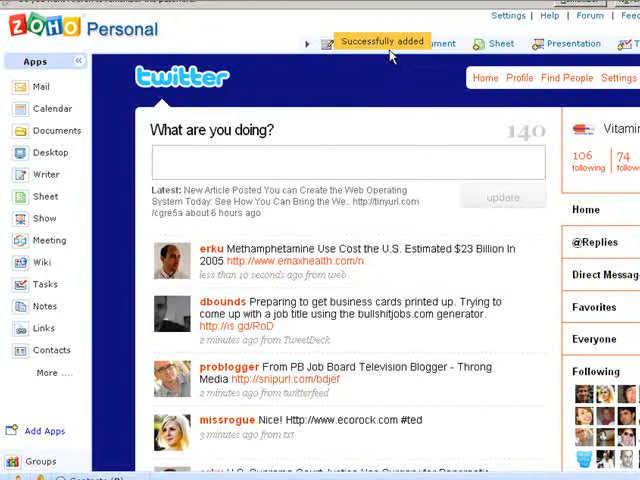 Settings | Help | Forum | Fee
ZOHO Personal
Successfully added
ument
Sheet
Presentation
Apps
Mail
Calendar
Documents
Desktop
Writer
Sheet
Show
Meeting
Wiki
Tasks
Notes
Links
Contacts
More ....
Add Apps
Groups
twitter
Home Profile Find People Settings
What are you doing?
140
Latest: New Article Posted You can Create the Web Operating
System Today: See How You Can Bring the We.. http://tinyurl.com
/cgre5a about 6 hours ago
update
erku Methamphetamine Use Cost the U.S. Estimated $23 Billion In
2005 http://www.emaxhealth.com/n.
less than 10 seconds ago from web
dbounds Preparing to get business cards printed up. Trying to
come up with a job title using the bullshitjobs.com generator.
http://is.gd/RoD
2 minutes ago from TweetDeck
problogger From PB Job Board Television Blogger - Throng
Media http://snipurl.com/bdjef
2 minutes ago from twitterfeed
missrogue Nice! Http://www.ecorock.com #ted
3 minutes ago from txt
Vitamin
106
following
74
follow
Home
@Replies
Direct Message
Favorites
Everyone
Following